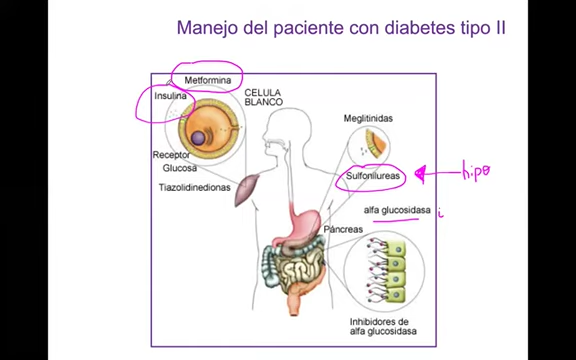 Manejo del paciente con diabetes tipo II
Metformina
Insulina
CELULA
BLANCO
Receptor
Glucosa
Tiazolidinedionas
Meglitinidas
Sulfonilureas
hipo
alfa glucosidasa i
Páncreas
Inhibidores de
alfa glucosidasa